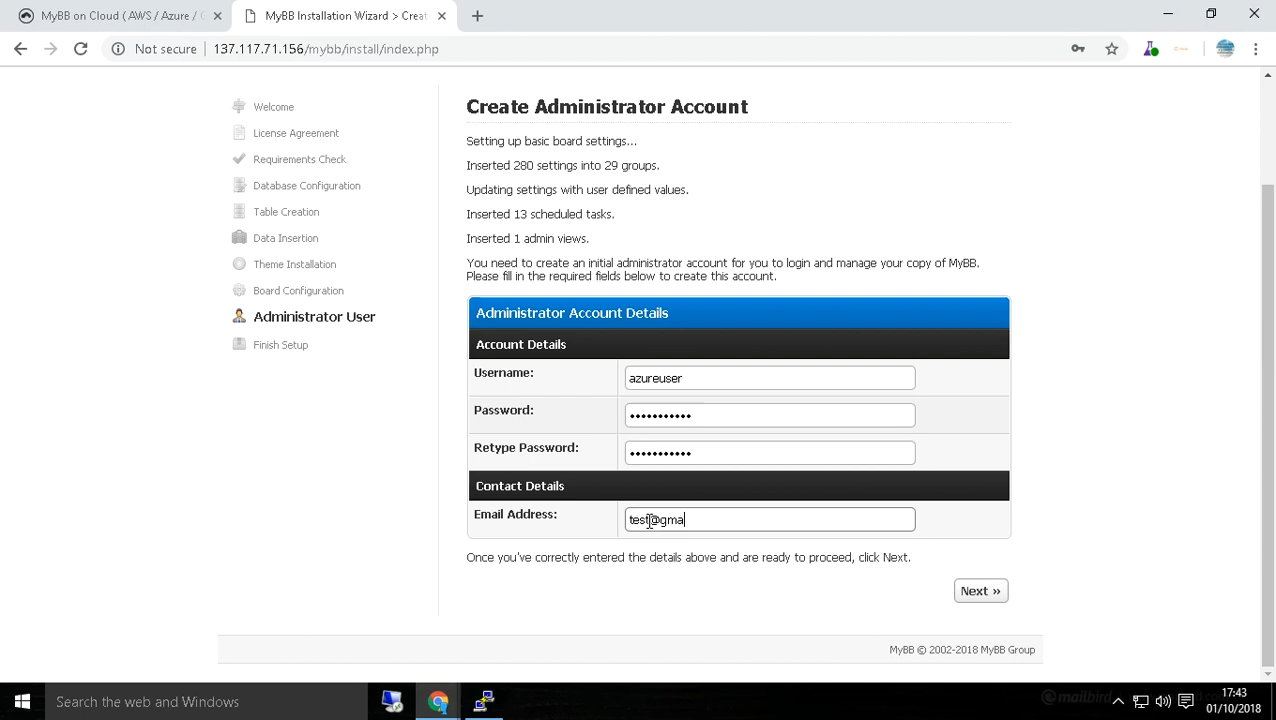 MyBB on Cloud ( AWS / Azure /
MyBB Installation Wizard > Crea
Not secure 137.117.71.156/mybb/install/index.php
Welcome
License Agreement
Requirements Check
Database Configuration
Table Creation
Data Insertion
Theme Installation
Board Configuration
Administrator User
Finish Setup
Create Administrator Account
Setting up basic board settings...
Inserted 280 settings into 29 groups.
Updating settings with user defined values.
Inserted 13 scheduled tasks.
Inserted 1 admin views.
You need to create an initial administrator account for you to login and manage your copy of MyBB.
Please fill in the required fields below to create this account.
Administrator Account Details
Account Details
Username: azureuser
Password: •••••••••••
Retype Password: •••••••••••
Contact Details
Email Address: test@gma
Once you've correctly entered the details above and are ready to proceed, click Next.
Next »
MyBB © 2002-2018 MyBB Group
Search the web and Windows
mailbird
17:43
01/10/2018